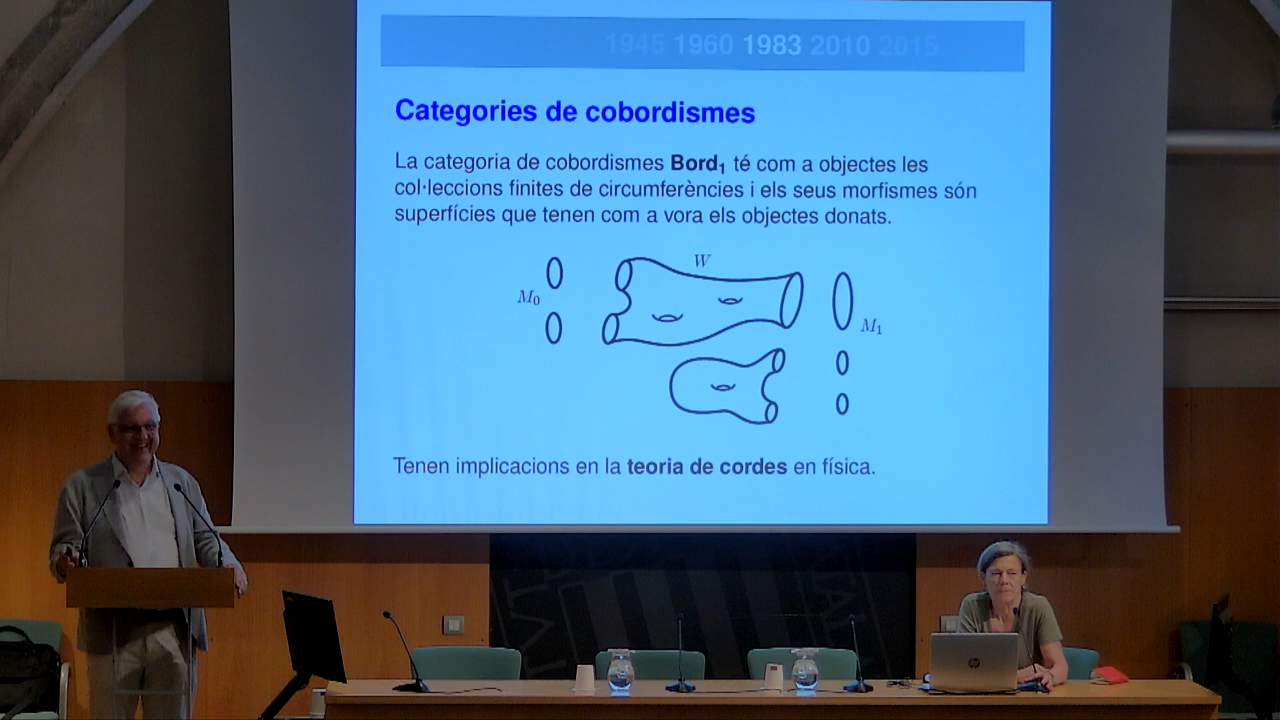 1945 1960 1983 2010 2015
Categories de cobordismes
La categoria de cobordismes Bord₁ té com a objectes les
col·leccions finites de circumferències i els seus morfismes són
superfícies que tenen com a vora els objectes donats.
W
M₀
M₁
Tenen implicacions en la teoria de cordes en física.
hp